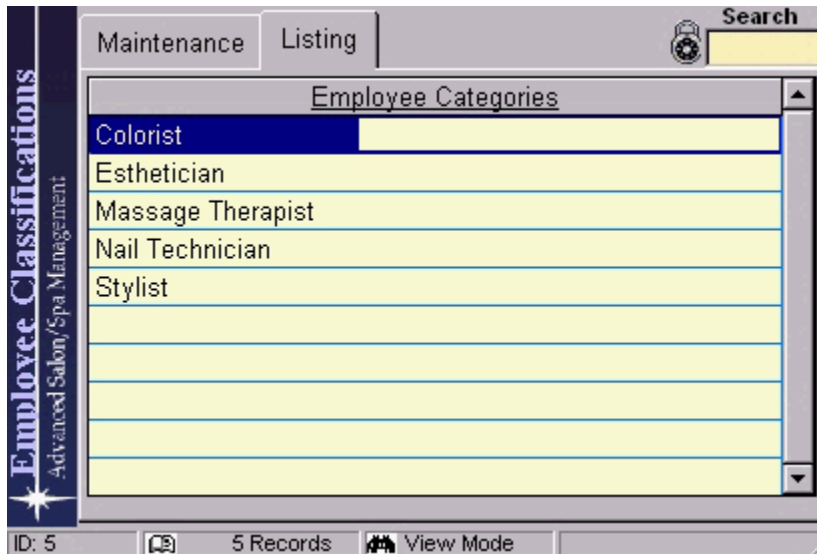 Employee Classifications
Advanced Salon/Spa Management
Maintenance
Listing
Search
Employee Categories
Colorist
Esthetician
Massage Therapist
Nail Technician
Stylist
ID: 5
5 Records
View Mode